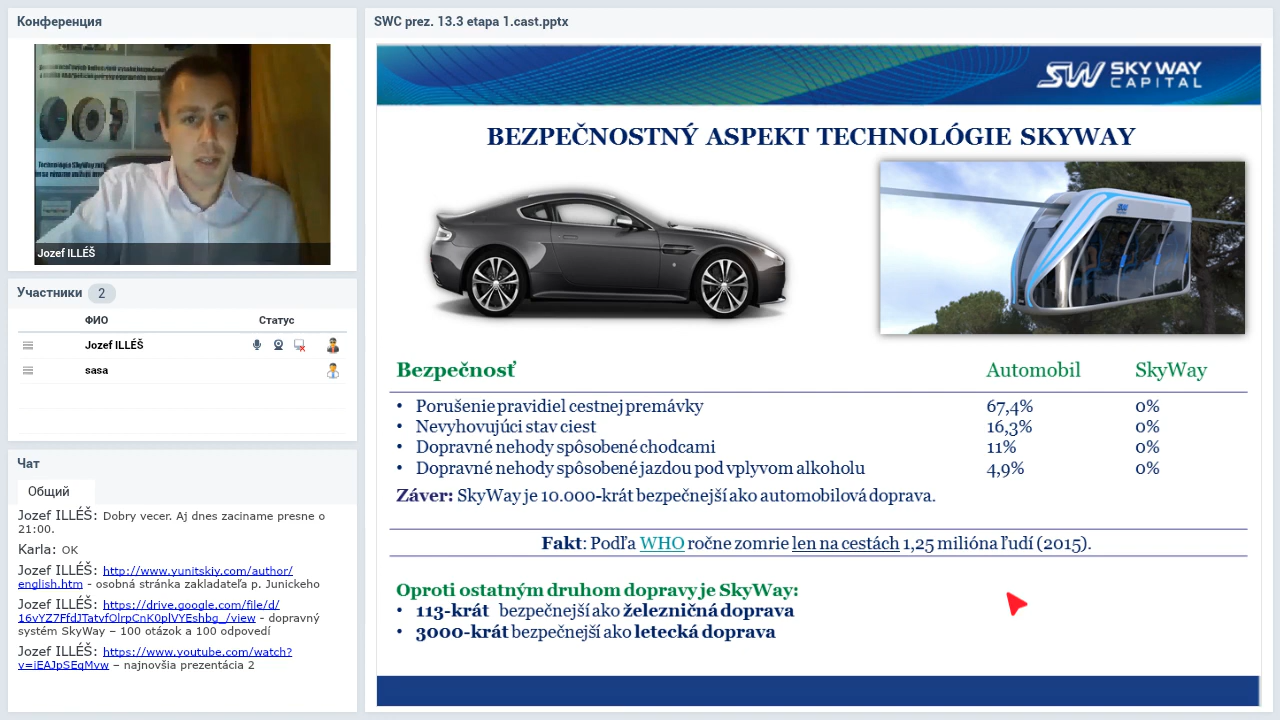 Конференция
Jozef ILLÉŠ
Участники 2
ФИО Статус
Jozef ILLÉŠ
sasa
Чат
Общий
Jozef ILLÉŠ: Dobry vecer. Aj dnes zaciname presne o
21:00.
Karla: OK
Jozef ILLÉŠ: http://www.yunitskiy.com/author/
english.htm - osobná stránka zakladateľa p. Junickeho
Jozef ILLÉŠ: https://drive.google.com/file/d/
16vYZ7FfdJTatvfOlrpCnK0plVYEshbg_/view - dopravný
systém SkyWay – 100 otázok a 100 odpovedí
Jozef ILLÉŠ: https://www.youtube.com/watch?
v=iEAJpSEqMvw – najnovšia prezentácia 2
SWC prez. 13.3 etapa 1.cast.pptx
SW SKY WAY
CAPITAL
BEZPEČNOSTNÝ ASPEKT TECHNOLÓGIE SKYWAY
Bezpečnosť Automobil SkyWay
• Porušenie pravidiel cestnej premávky 67,4% 0%
• Nevyhovujúci stav ciest 16,3% 0%
• Dopravné nehody spôsobené chodcami 11% 0%
• Dopravné nehody spôsobené jazdou pod vplyvom alkoholu 4,9% 0%
Záver: SkyWay je 10.000-krát bezpečnejší ako automobilová doprava.
Fakt: Podľa WHO ročne zomrie len na cestách 1,25 milióna ľudí (2015).
Oproti ostatným druhom dopravy je SkyWay:
• 113-krát bezpečnejší ako železničná doprava
• 3000-krát bezpečnejší ako letecká doprava